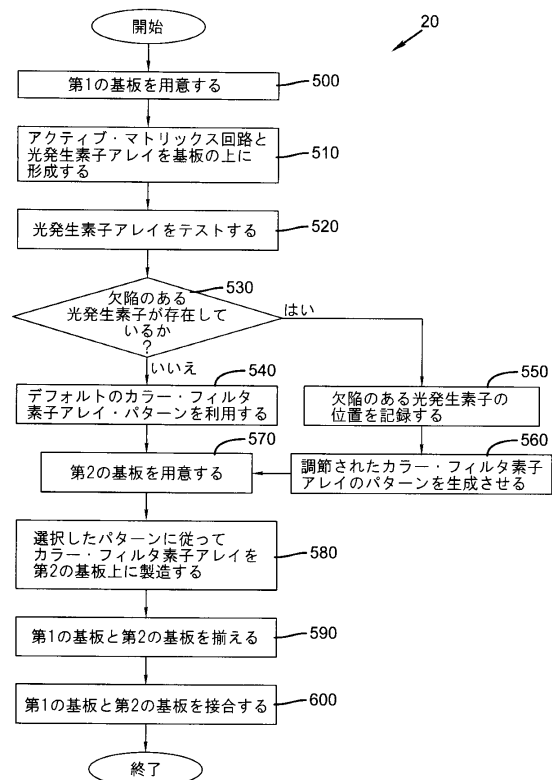 開始
20
第1の基板を用意する
500
アクティブ・マトリックス回路と
光発生素子アレイを基板の上に
形成する
510
光発生素子アレイをテストする
520
530
欠陥のある
光発生素子が存在して
いるか
?
はい
いいえ
540
デフォルトのカラー・フィルタ
素子アレイ・パターンを利用する
550
欠陥のある光発生素子の
位置を記録する
560
調節されたカラー・フィルタ素子
アレイのパターンを生成させる
570
第2の基板を用意する
選択したパターンに従って
カラー・フィルタ素子アレイを
第2の基板上に製造する
580
第1の基板と第2の基板を揃える
590
第1の基板と第2の基板を接合する
600
終了